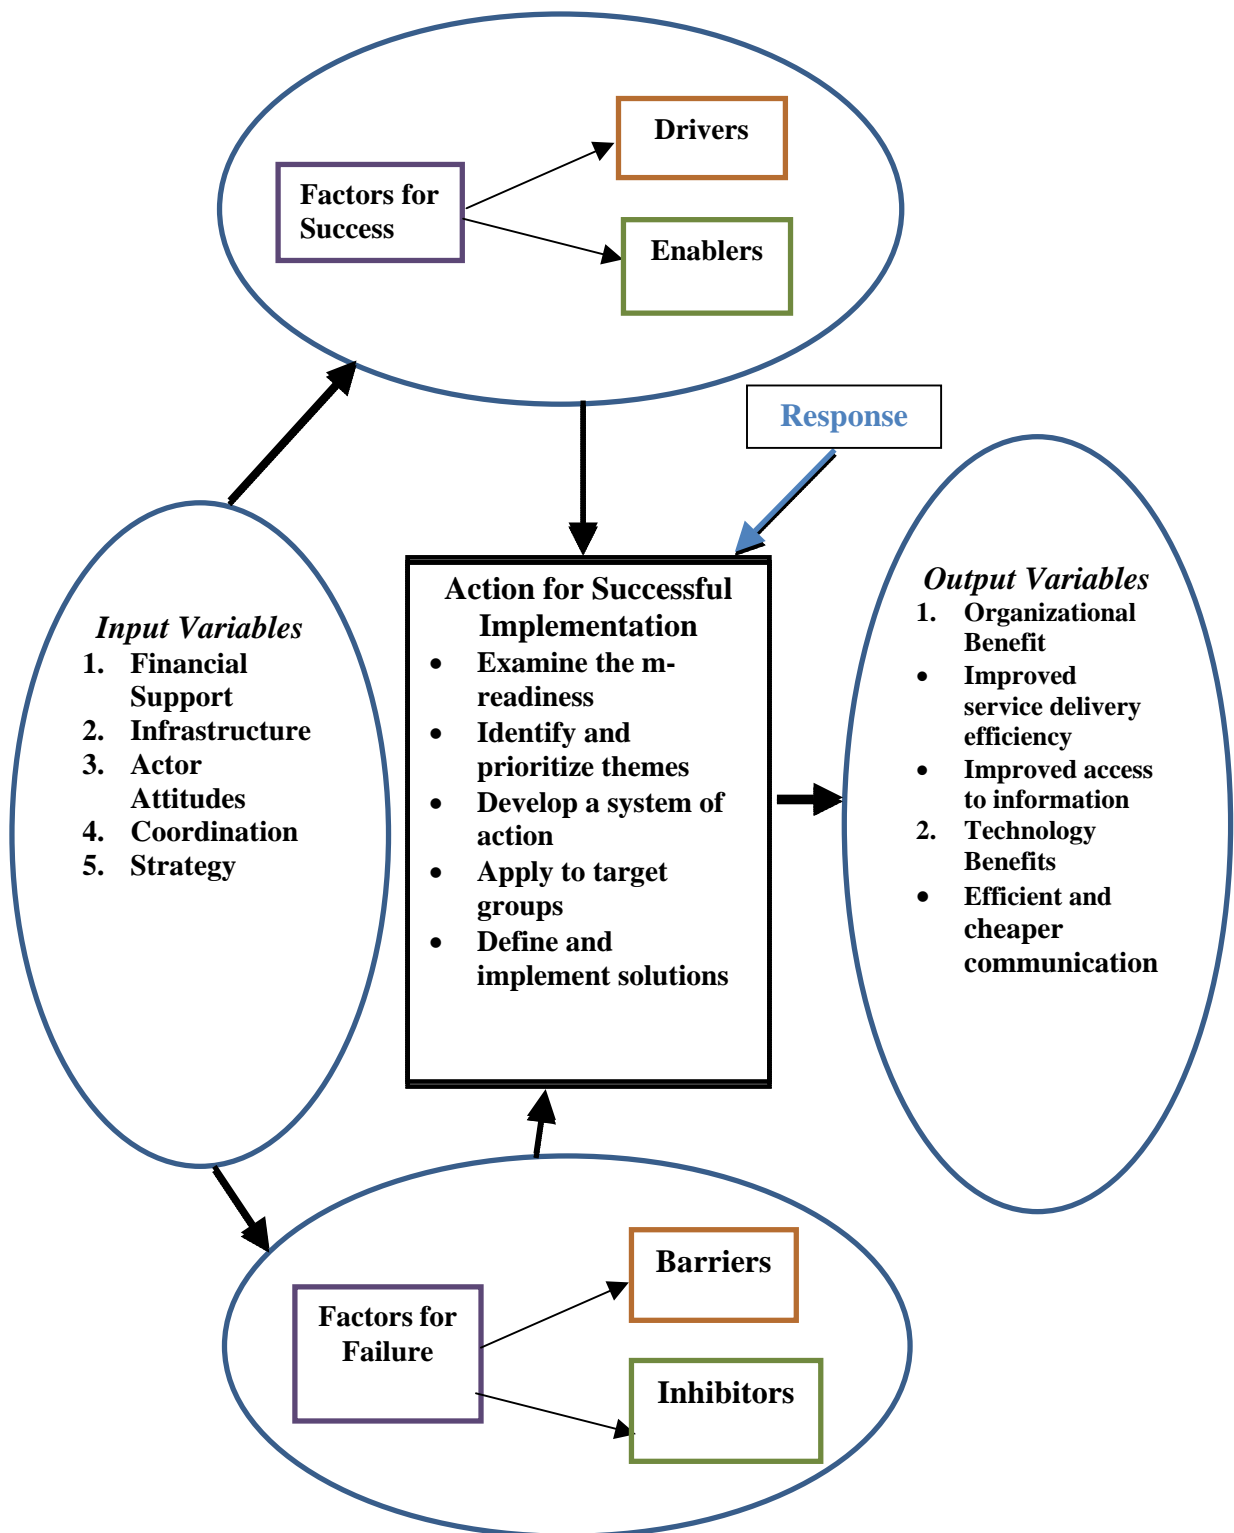 Drivers
Factors for
Success
Enablers
Response
Input Variables
1. Financial
Support
2. Infrastructure
3. Actor
Attitudes
4. Coordination
5. Strategy
Action for Successful
Implementation
• Examine the m-
readiness
• Identify and
prioritize themes
• Develop a system of
action
• Apply to target
groups
• Define and
implement solutions
Output Variables
1. Organizational
Benefit
• Improved
service delivery
efficiency
• Improved access
to information
2. Technology
Benefits
• Efficient and
cheaper
communication
Barriers
Factors for
Failure
Inhibitors